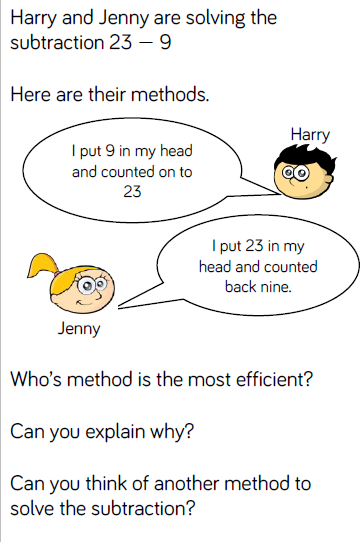 Harry and Jenny are solving the
subtraction 23 − 9
Here are their methods.
Harry
I put 9 in my head
and counted on to
23
I put 23 in my
head and counted
back nine.
Jenny
Who’s method is the most efficient?
Can you explain why?
Can you think of another method to
solve the subtraction?